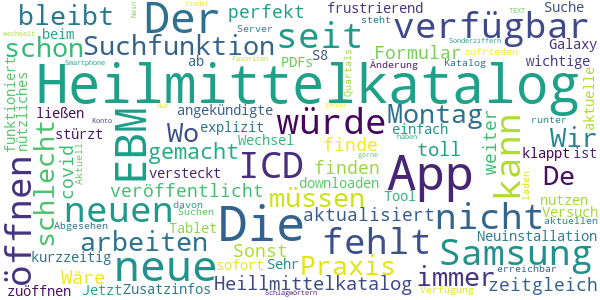 bleibt
beim
Der
perfekt
PDFs
frustrierend
S8
seit
verfügbar
steht
Suche
Galaxy
wichtige
schon
Suchfunktion
ab
Server
Formular
Quartals
Änderung
Katalog
zufrieden
aktuelle
Nein
findet
TEXT
wechselt
Sonderziffern
Smartphone
Favoriten
funktioniert
nützliches
Heilmittelkatalog
ließen
Konto
nur
genau
runter
stürzt
angekündigte
würde
Montag
Wir
öffnen
schlecht
covid
Aktuell
EBM
gemacht
Wo
explizit
Wechsel
einfach
klappt
ist
versteckt
ICD
finde
toll
weiter
kann
gerne
haben
veröffentlicht
finden
downloaden
App
De
neuen
Die
müssen
Tool
laden
nutzen
aktuellen
Abgesehen
davon
Suchen
aktualisiert
nicht
Versuch
arbeiten
Tablet
fehlt
Samsung
Neuinstallation
kurzzeitig
Sonst
Heillmittelkatalog
erreichbar
zuöffnen
Wäre
neue
sofort
Sehr
Praxis
immer
zeitgleich
Jetzt
Zusatzinfos
Schlagwörtern
Verfügung